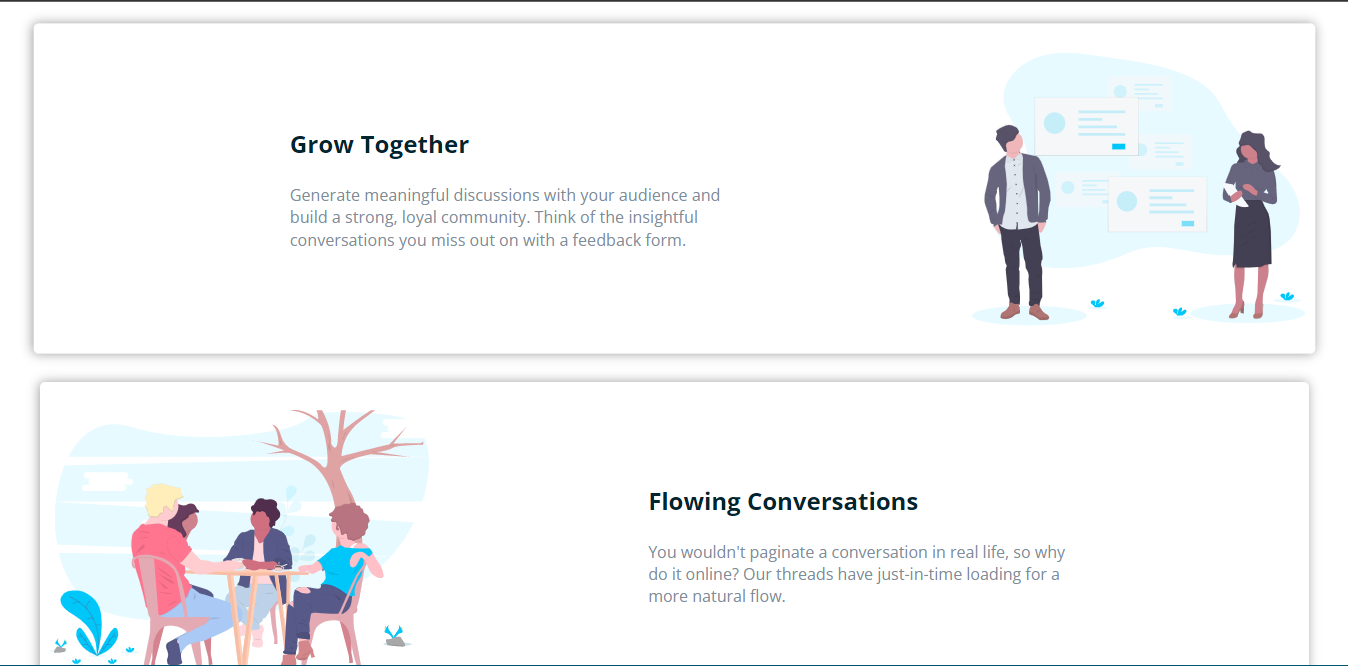 Grow Together
Generate meaningful discussions with your audience and
build a strong, loyal community. Think of the insightful
conversations you miss out on with a feedback form.
Flowing Conversations
You wouldn't paginate a conversation in real life, so why
do it online? Our threads have just-in-time loading for a
more natural flow.